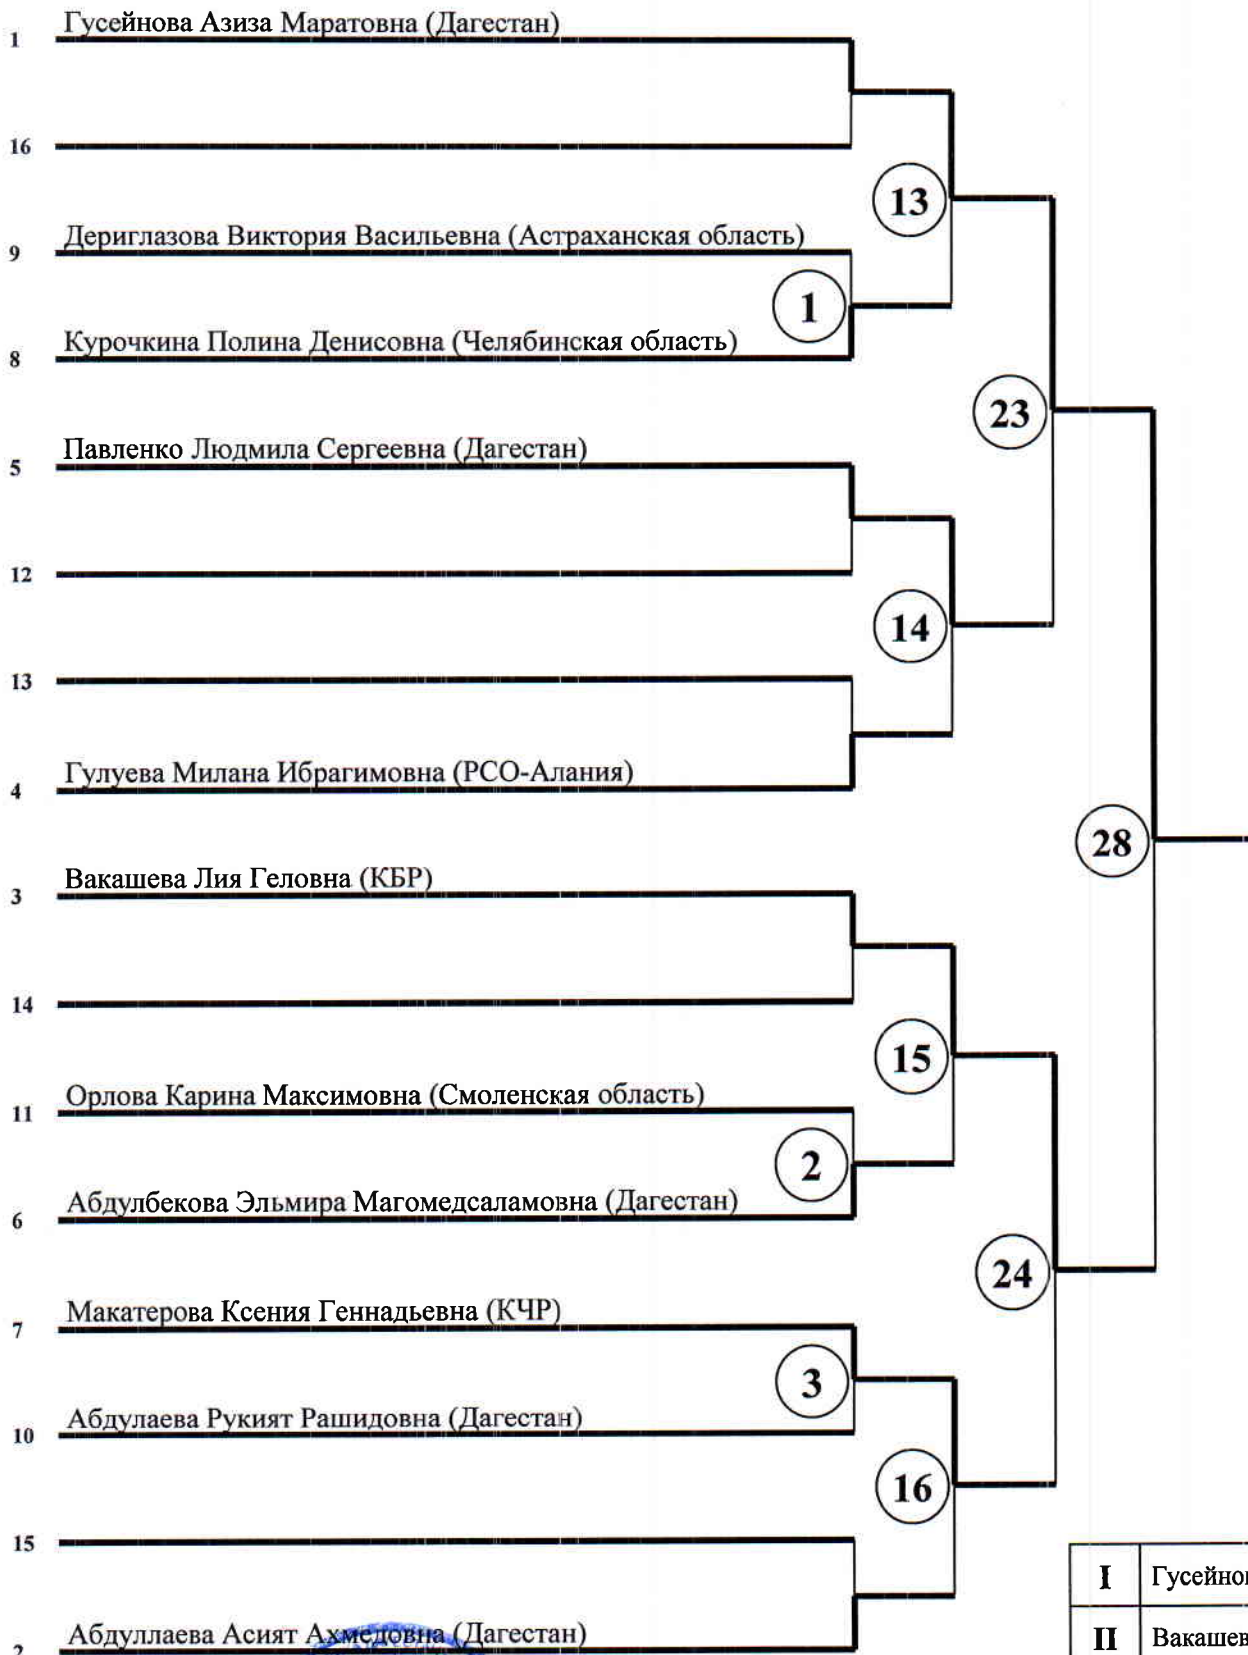 1 Гусейнова Азиза Маратовна (Дагестан)
16
13
9 Дериглазова Виктория Васильевна (Астраханская область)
1
8 Курочкина Полина Денисовна (Челябинская область)
23
5 Павленко Людмила Сергеевна (Дагестан)
12
14
13
4 Гулуева Милана Ибрагимовна (РСО-Алания)
28
3 Вакашева Лия Геловна (КБР)
14
15
11 Орлова Карина Максимовна (Смоленская область)
2
6 Абдулбекова Эльмира Магомедсаламовна (Дагестан)
24
7 Макатерова Ксения Геннадьевна (КЧР)
3
10 Абдулаева Рукият Рашидовна (Дагестан)
16
15
I Гусейно
2 Абдуллаева Асият Ахмедовна (Дагестан)
II Вакашев